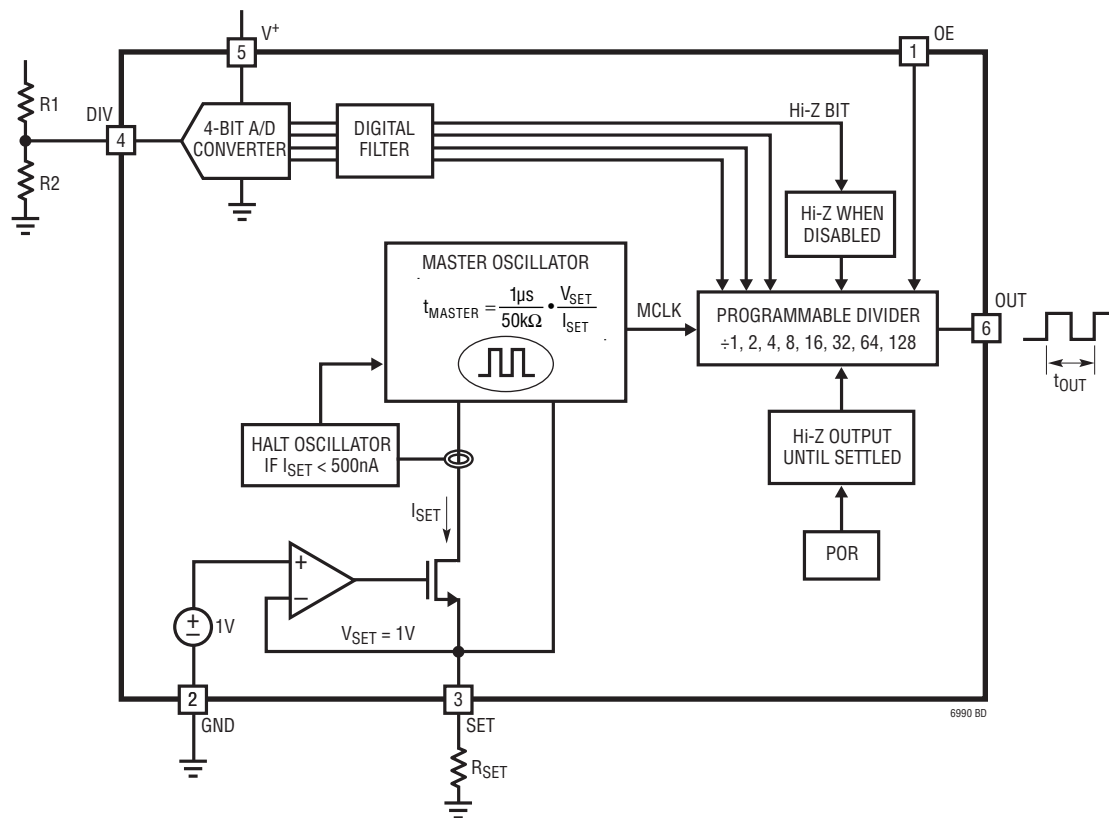 V+
5
1
OE
R1
DIV
4
R2
4-BIT A/D
CONVERTER
DIGITAL
FILTER
Hi-Z BIT
Hi-Z WHEN
DISABLED
MASTER OSCILLATOR
tMASTER = 1µs/50kΩ • VSET/ISET
MCLK
PROGRAMMABLE DIVIDER
÷1, 2, 4, 8, 16, 32, 64, 128
OUT
6
tOUT
HALT OSCILLATOR
IF ISET < 500nA
Hi-Z OUTPUT
UNTIL SETTLED
ISET
POR
+
–
+
–
1V
VSET = 1V
2
GND
3
SET
6990 BD
RSET